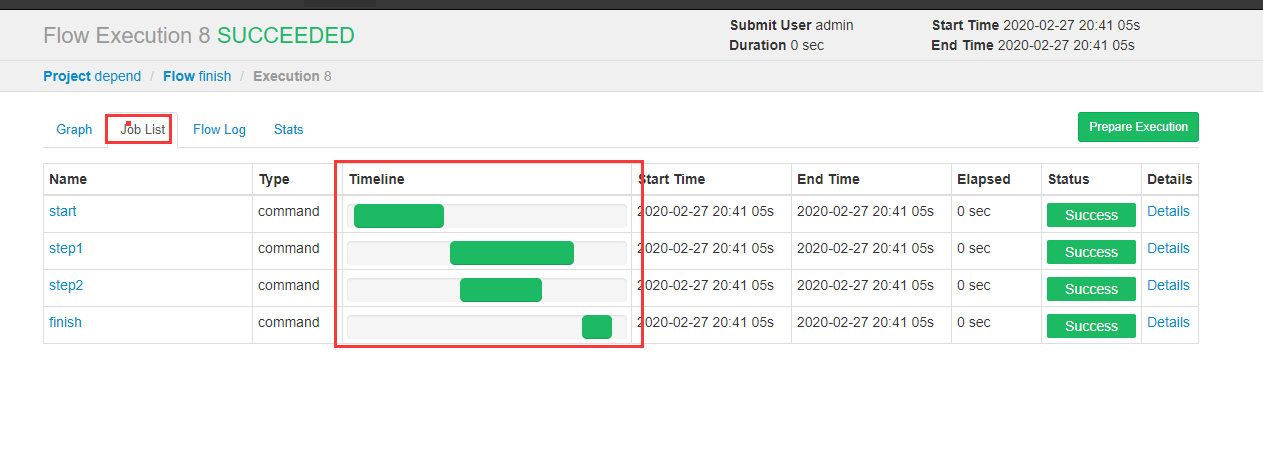 Flow Execution 8 SUCCEEDED
Submit User admin
Duration 0 sec
Start Time 2020-02-27 20:41 05s
End Time 2020-02-27 20:41 05s
Project depend / Flow finish / Execution 8
Graph Job List Flow Log Stats
Prepare Execution
Name Type Timeline Start Time End Time Elapsed Status Details
start command 2020-02-27 20:41 05s 2020-02-27 20:41 05s 0 sec Success Details
step1 command 2020-02-27 20:41 05s 2020-02-27 20:41 05s 0 sec Success Details
step2 command 2020-02-27 20:41 05s 2020-02-27 20:41 05s 0 sec Success Details
finish command 2020-02-27 20:41 05s 2020-02-27 20:41 05s 0 sec Success Details